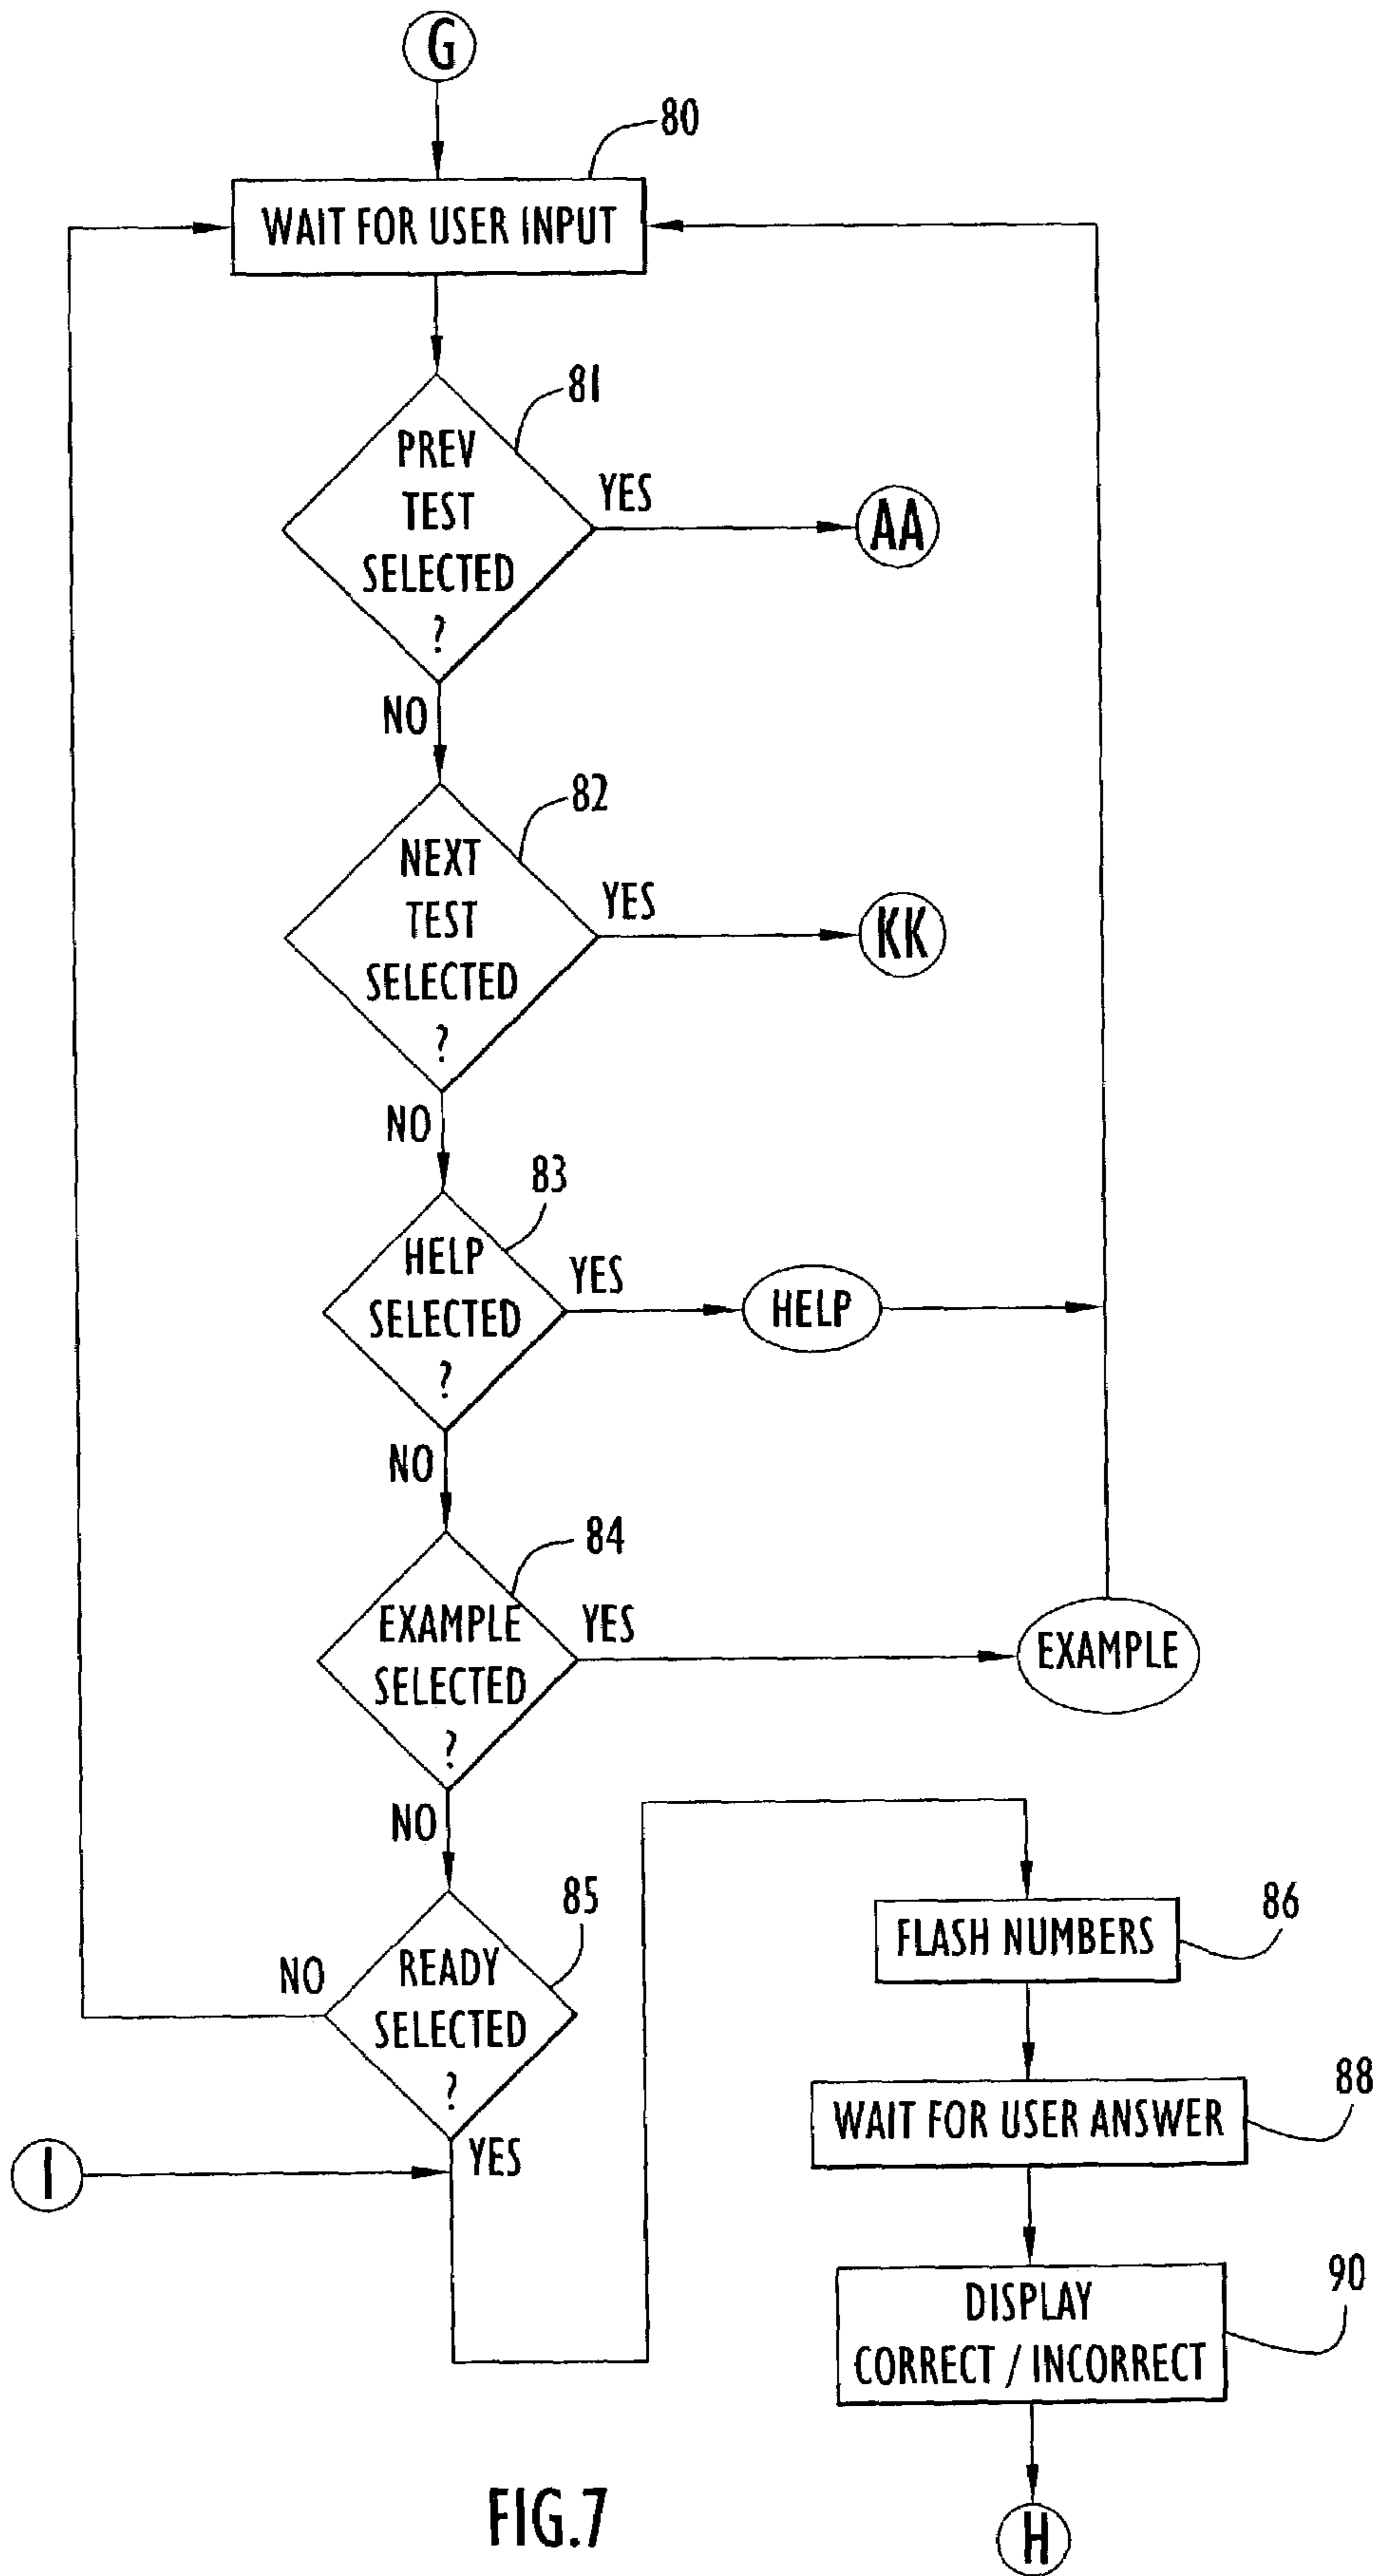 G
80
WAIT FOR USER INPUT
81
PREV
TEST
SELECTED
?
YES
AA
NO
82
NEXT
TEST
SELECTED
?
YES
KK
NO
83
HELP
SELECTED
?
YES
HELP
NO
84
EXAMPLE
SELECTED
?
YES
EXAMPLE
NO
85
READY
SELECTED
?
NO
YES
I
86
FLASH NUMBERS
88
WAIT FOR USER ANSWER
90
DISPLAY
CORRECT / INCORRECT
H
FIG.7